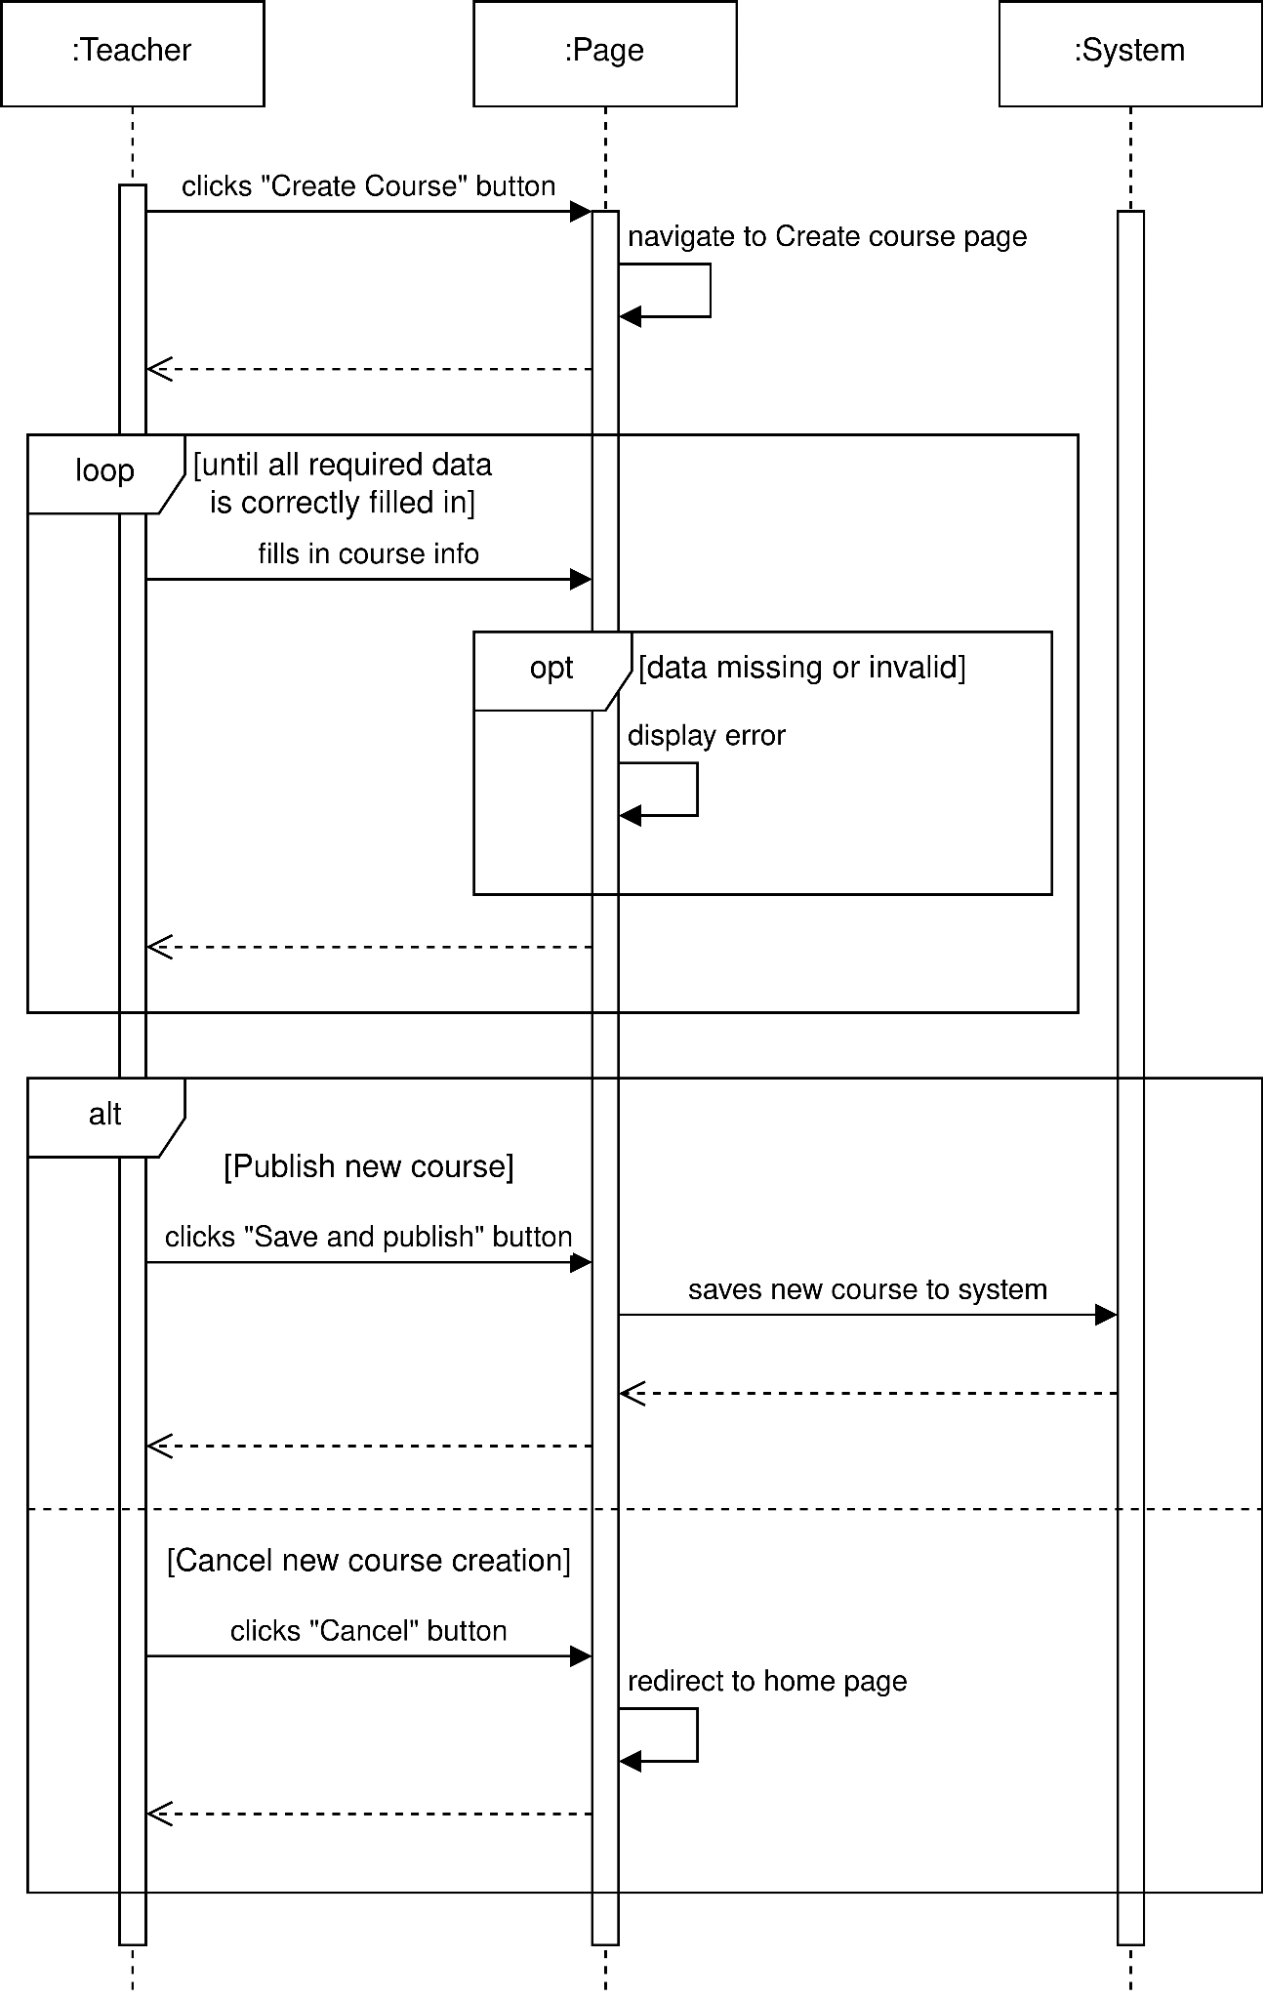 :Teacher
:Page
:System
clicks "Create Course" button
navigate to Create course page
loop
[until all required data
is correctly filled in]
fills in course info
opt
[data missing or invalid]
display error
alt
[Publish new course]
clicks "Save and publish" button
saves new course to system
[Cancel new course creation]
clicks "Cancel" button
redirect to home page